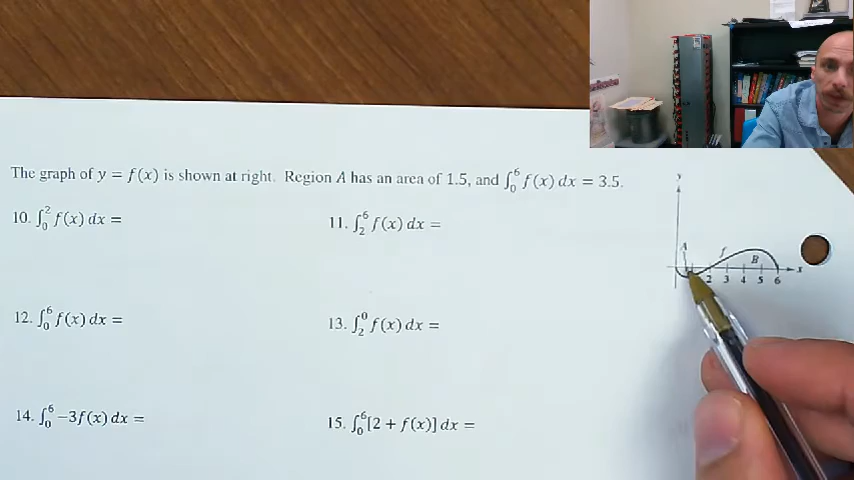 The graph of y = f(x) is shown at right. Region A has an area of 1.5, and ∫₀⁶ f(x) dx = 3.5.
10. ∫₀² f(x) dx =
11. ∫₂⁶ f(x) dx =
12. ∫₀⁶ f(x) dx =
13. ∫₂⁰ f(x) dx =
14. ∫₀⁶ −3f(x) dx =
15. ∫₀⁶ [2 + f(x)] dx =
y
A
f
B
x
2 3 4 5 6